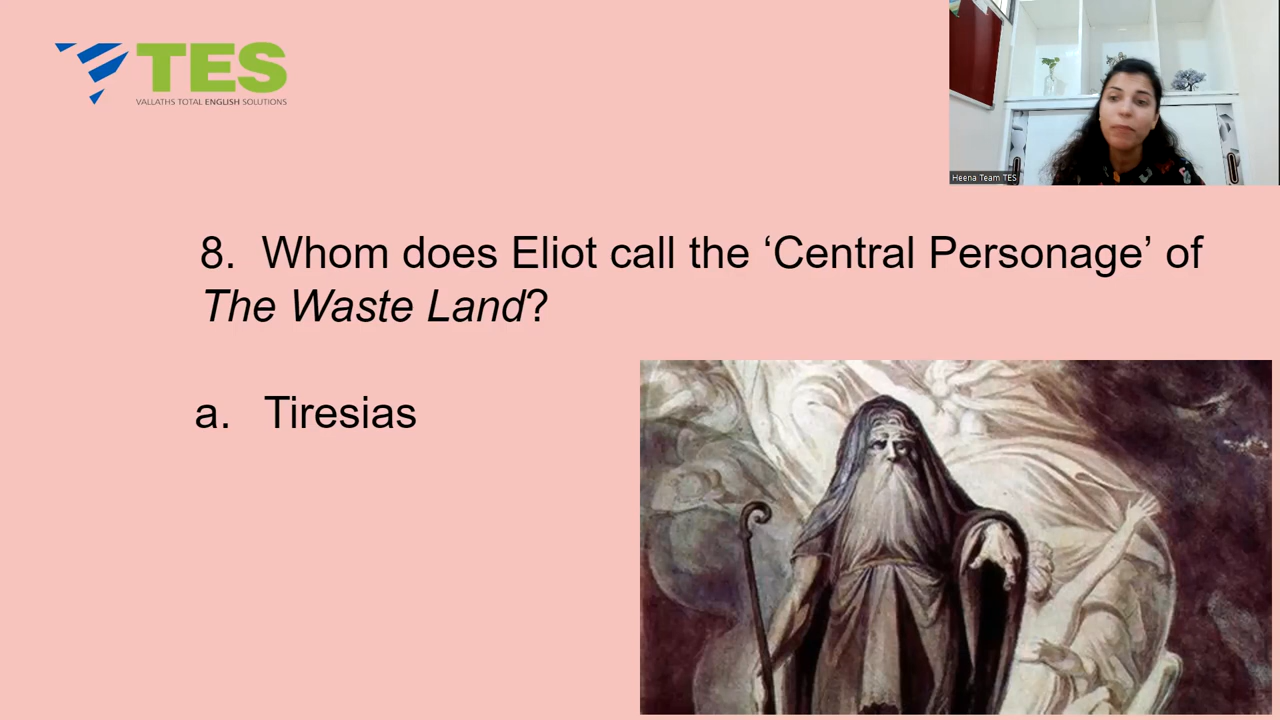 TES
VALLATHS TOTAL ENGLISH SOLUTIONS
Heena Team TES
8. Whom does Eliot call the ‘Central Personage’ of
The Waste Land?
a. Tiresias